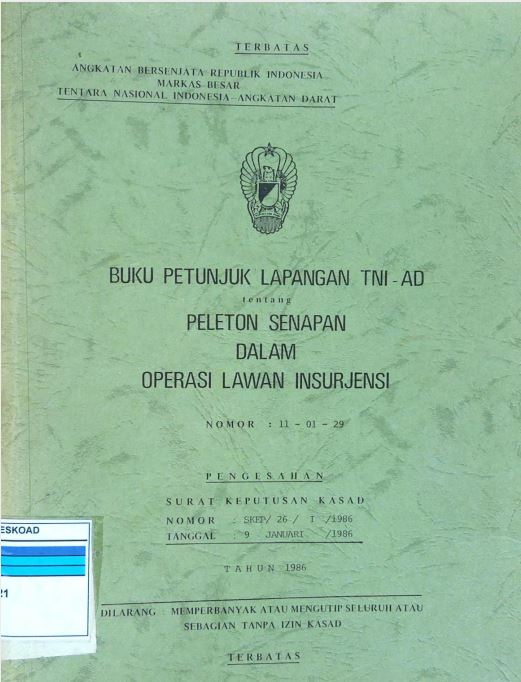 TERBATAS
ANGKATAN BERSENJATA REPUBLIK INDONESIA
MARKAS BESAR
TENTARA NASIONAL INDONESIA-ANGKATAN DARAT
BUKU PETUNJUK LAPANGAN TNI-AD
tentang
PELETON SENAPAN
DALAM
OPERASI LAWAN INSURJENSI
NOMOR : 11 - 01 - 29
PENGESAHAN
SURAT KEPUTUSAN KASAD
NOMOR : SKEP/ 26 / I /1986
TANGGAL : 9 JANUARI /1986
TAHUN 1986
DILARANG : MEMPERBANYAK ATAU MENGUTIP SELURUH ATAU
SEBAGIAN TANPA IZIN KASAD
TERBATAS
ESKOAD
21